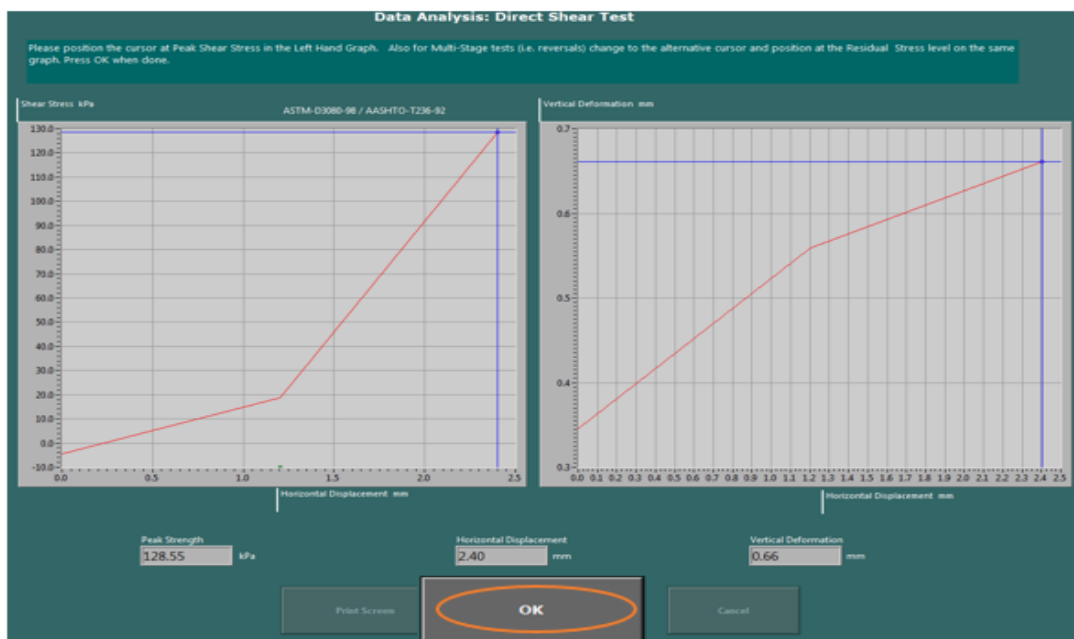 Data Analysis: Direct Shear Test
Please position the cursor at Peak Shear Stress in the Left Hand Graph. Also for Multi-Stage tests (i.e. reversals) change to the alternative cursor and position at the Residual Stress level on the same
graph. Press OK when done.
Shear Stress kPa
ASTM-D3080-98 / AASHTO-T236-92
130.0
120.0
110.0
100.0
90.0
80.0
70.0
60.0
50.0
40.0
30.0
20.0
10.0
0.0
-10.0
0.0 0.5 1.0 1.5 2.0 2.5
Horizontal Displacement mm
Vertical Deformation mm
0.7
0.6
0.5
0.4
0.3
0.0 0.1 0.2 0.3 0.4 0.5 0.6 0.7 0.8 0.9 1.0 1.1 1.2 1.3 1.4 1.5 1.6 1.7 1.8 1.9 2.0 2.1 2.2 2.3 2.4 2.5
Horizontal Displacement mm
Peak Strength
128.55 kPa
Horizontal Displacement
2.40 mm
Vertical Deformation
0.66 mm
Print Screen
OK
Cancel